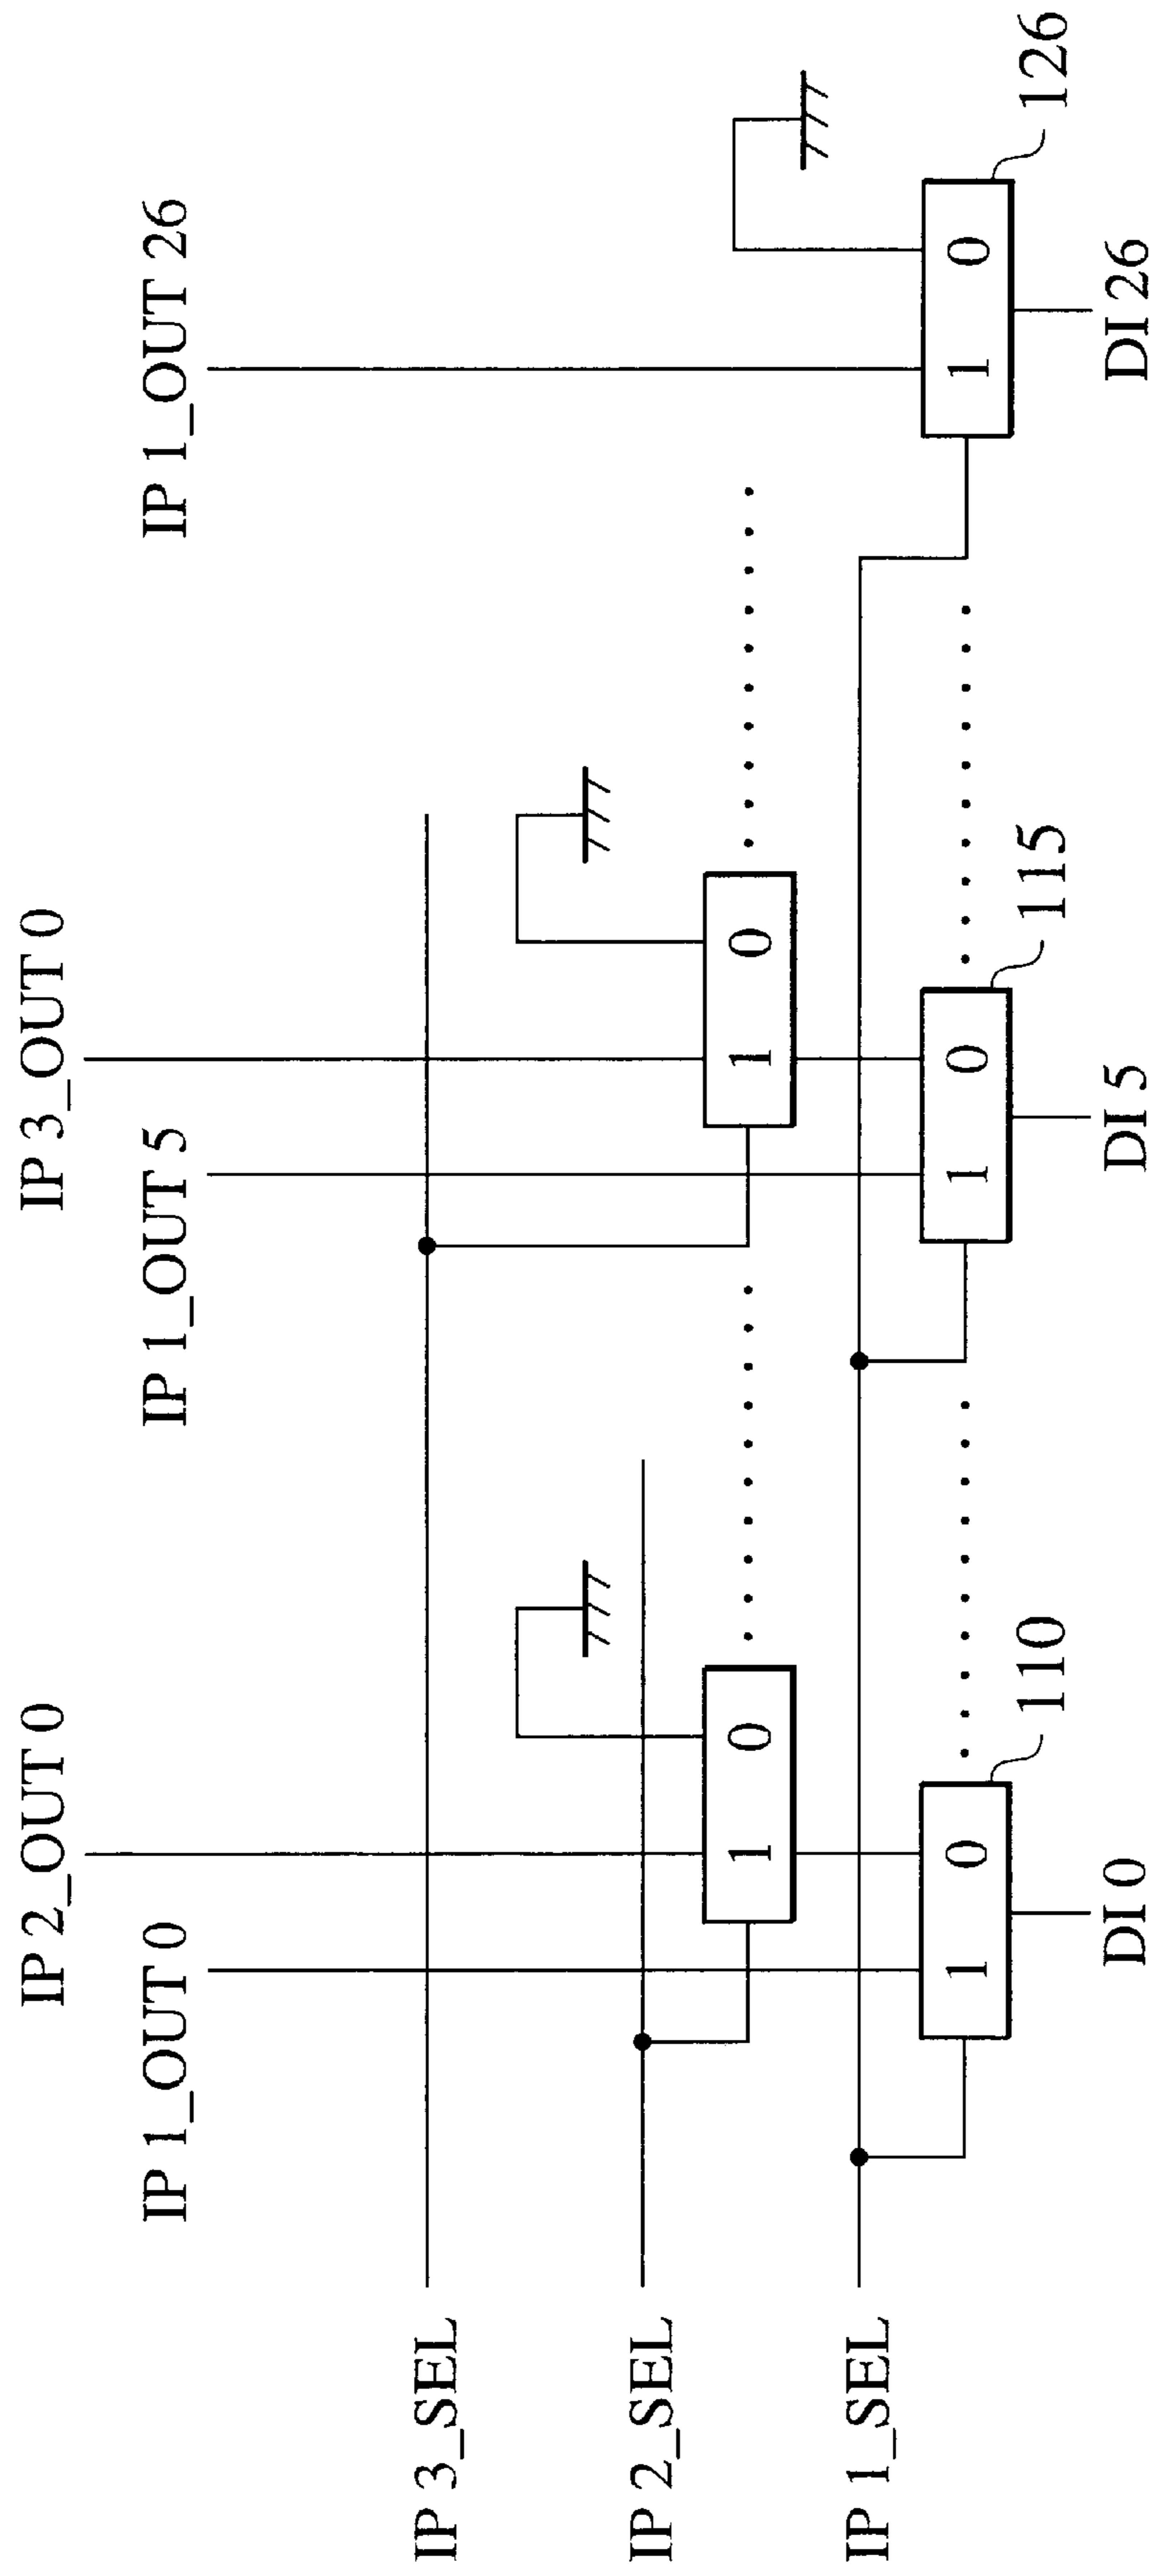 IP 2_OUT 0
IP 3_OUT 0
IP 1_OUT 0
IP 1_OUT 5
IP 1_OUT 26
IP 3_SEL
IP 2_SEL
1 0
1 0
IP 1_SEL
1 0
1 0
1 0
110
115
126
DI 0
DI 5
DI 26